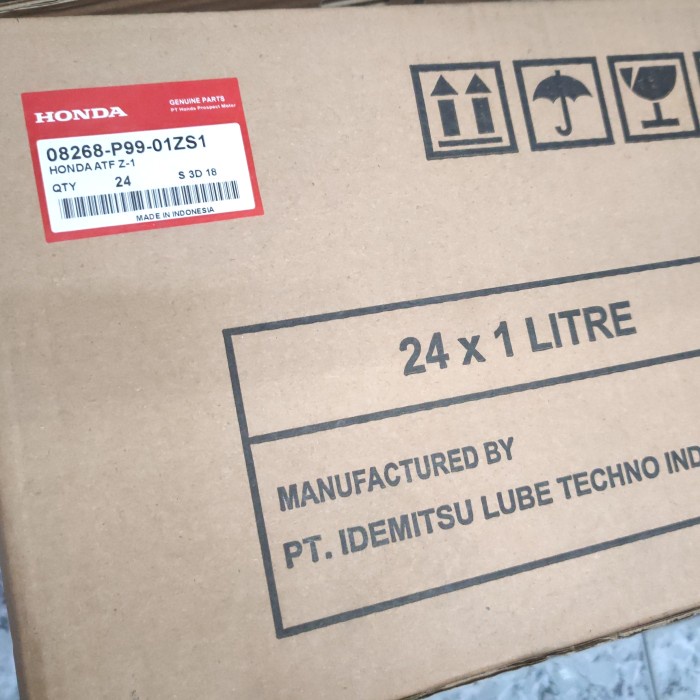 HONDA
GENUINE PARTS
PT Honda Prospect Motor
08268-P99-01ZS1
HONDA ATF Z-1
QTY 24 S 3D 18
MADE IN INDONESIA
24 x 1 LITRE
MANUFACTURED BY
PT. IDEMITSU LUBE TECHNO IND